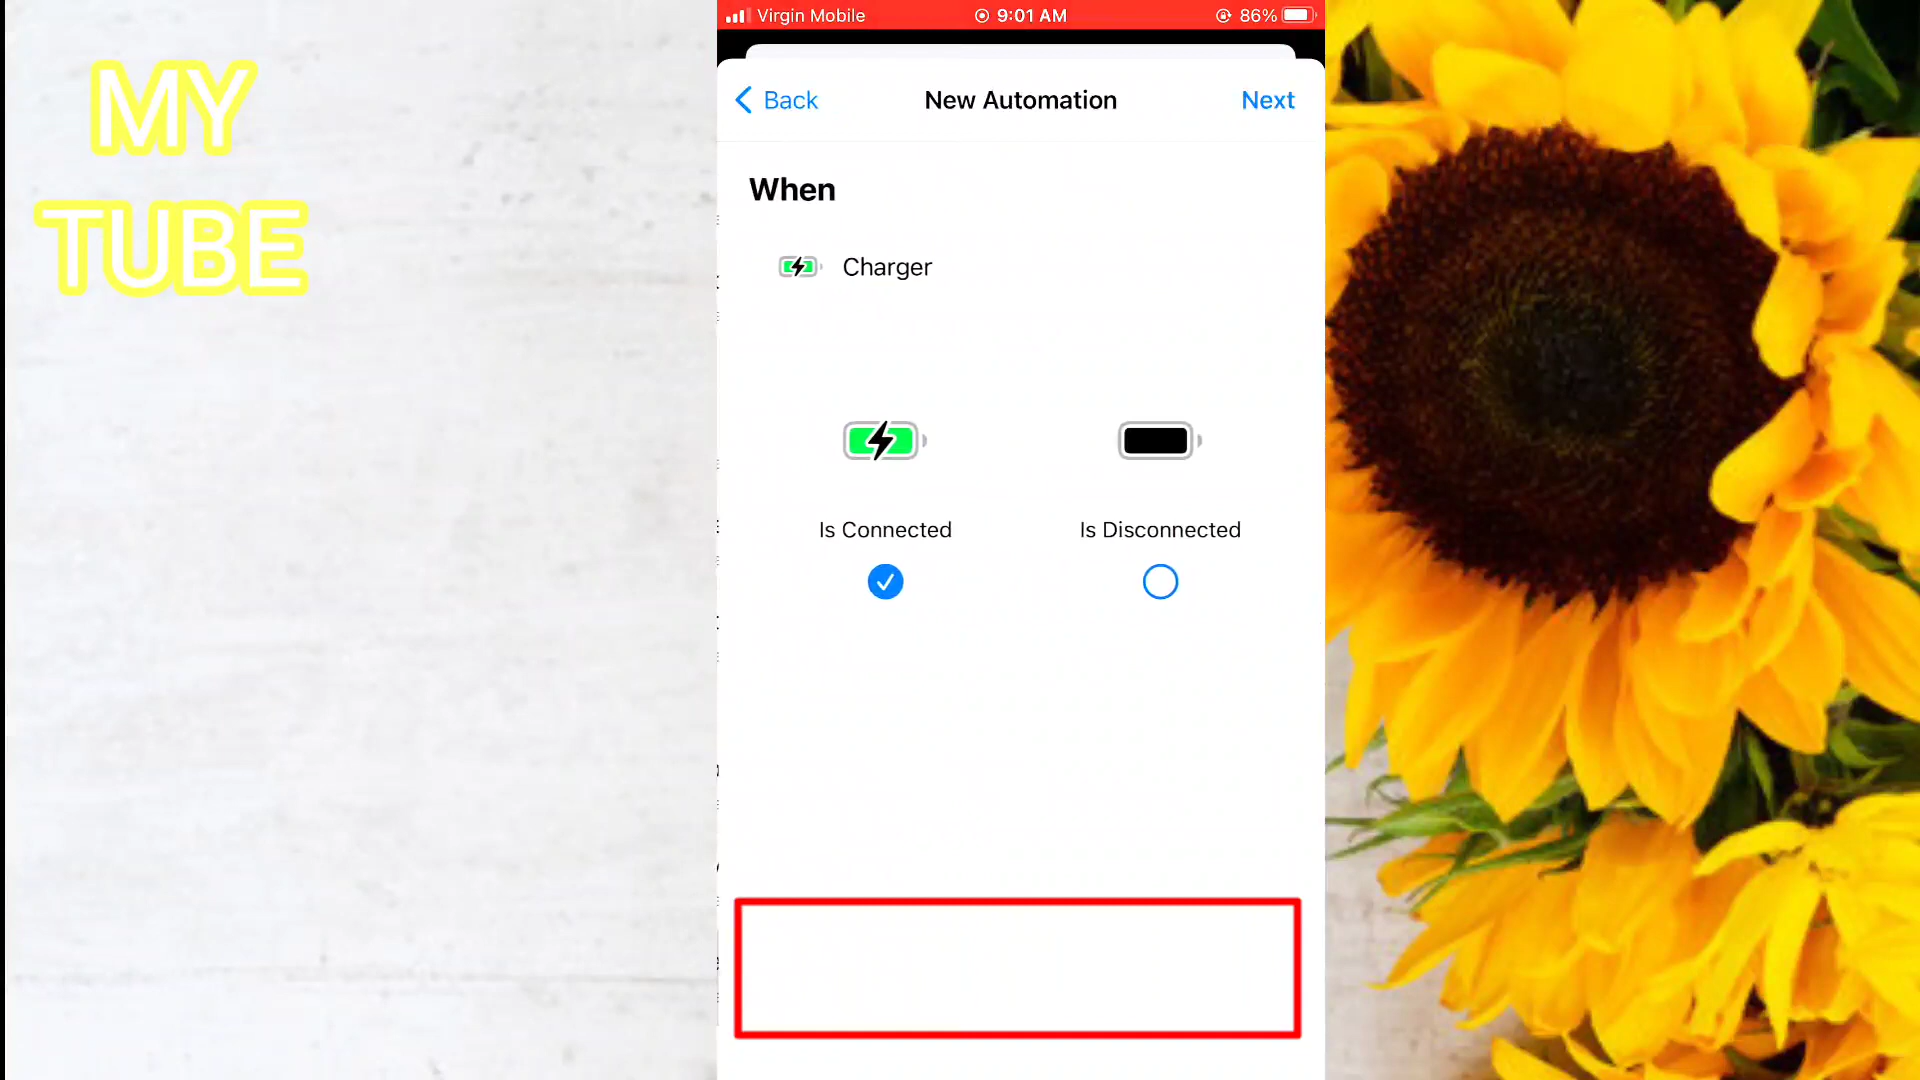 MY
TUBE
Virgin Mobile 9:01 AM 86%
Back New Automation Next
When
Charger
Is Connected Is Disconnected